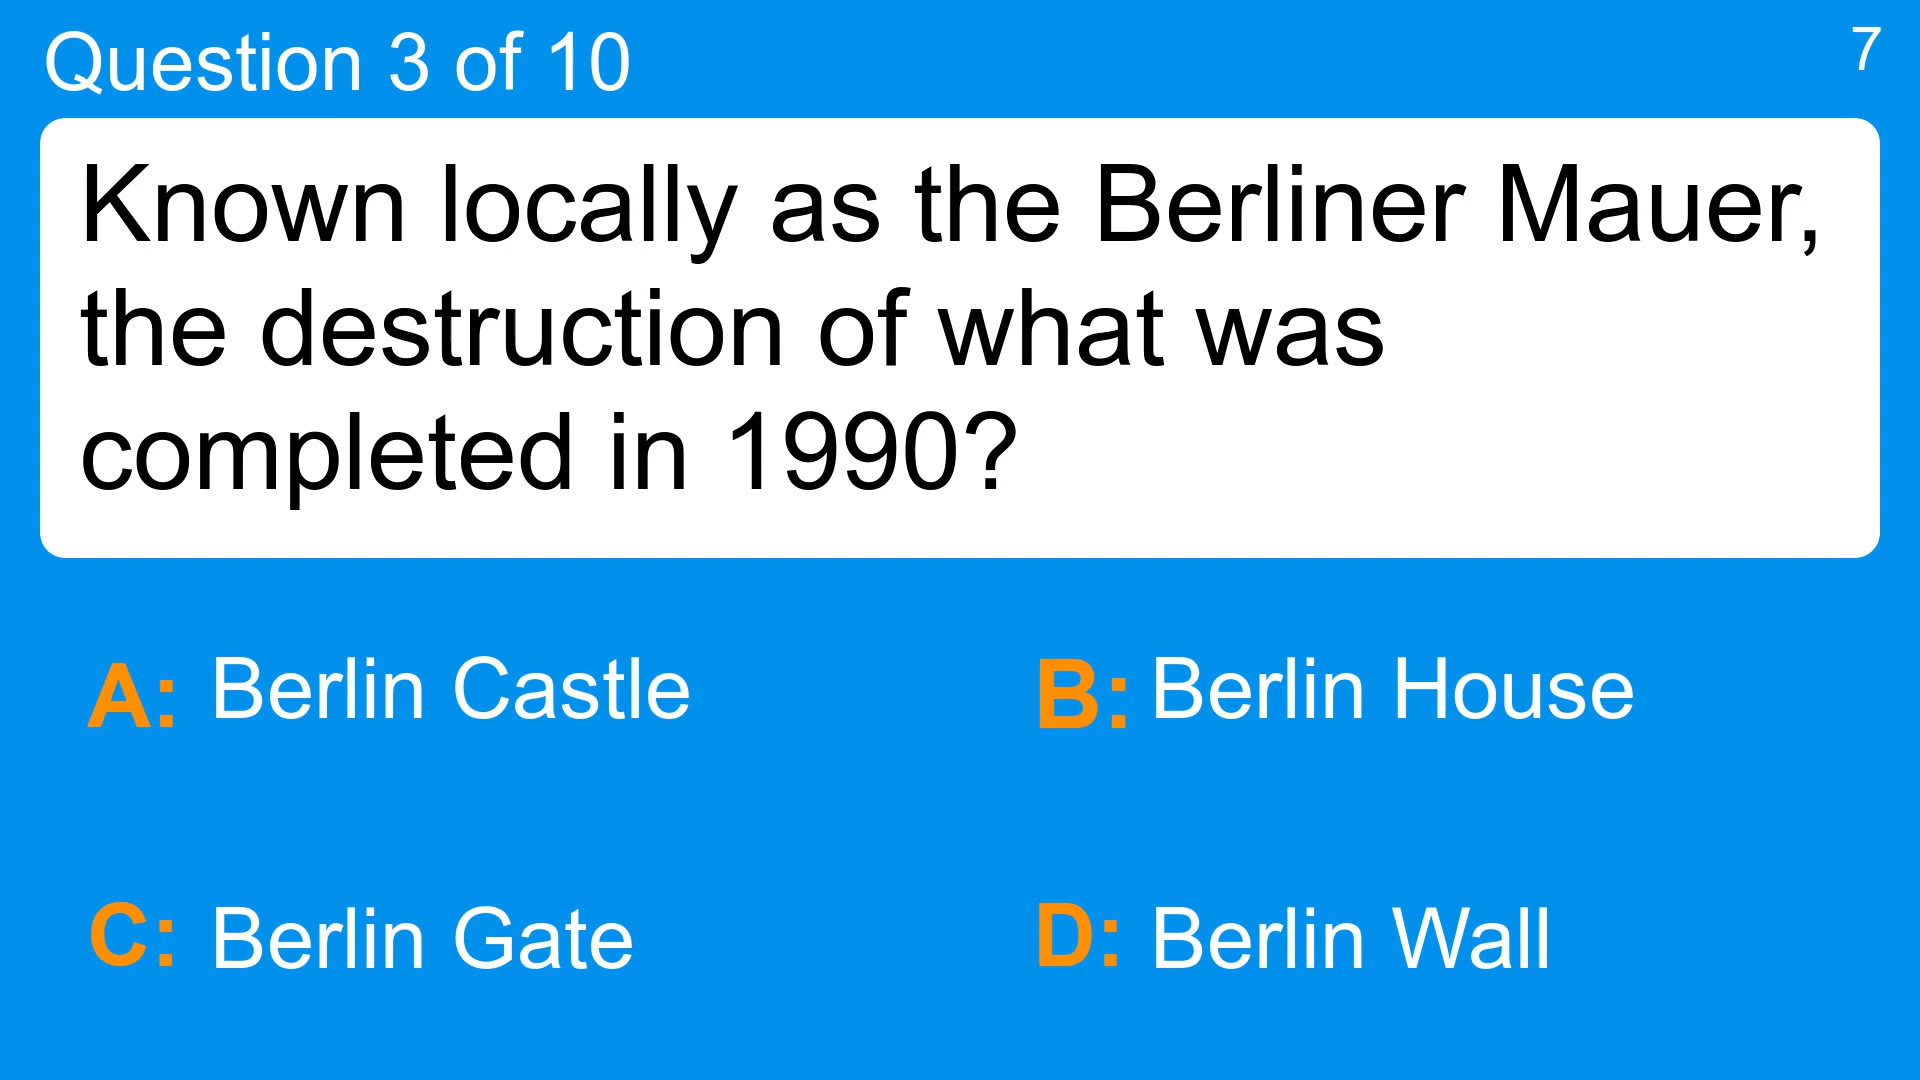 Question 3 of 10
7
Known locally as the Berliner Mauer,
the destruction of what was
completed in 1990?
A: Berlin Castle
B: Berlin House
C: Berlin Gate
D: Berlin Wall